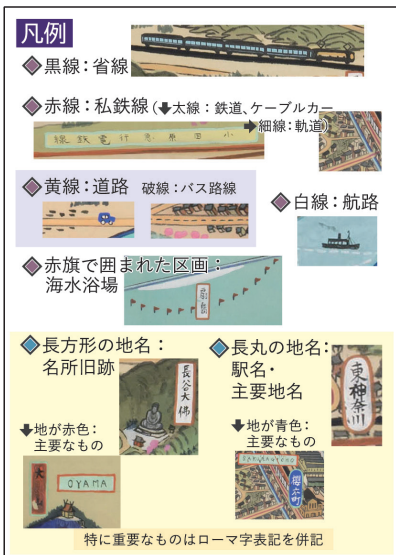 凡例
◆黒線：省線
◆赤線：私鉄線（⬇太線：鉄道、ケーブルカー
➡細線：軌道）
線鉄電行急原田小
◆黄線：道路 破線：バス路線
◆白線：航路
◆赤旗で囲まれた区画：
海水浴場
◆長方形の地名：
名所旧跡
長谷大佛
⬇地が赤色：
主要なもの
OYAMA
◆長丸の地名：
駅名・
主要地名
東神奈川
⬇地が青色：
主要なもの
SAKURAGICHO
櫻木町
特に重要なものはローマ字表記を併記